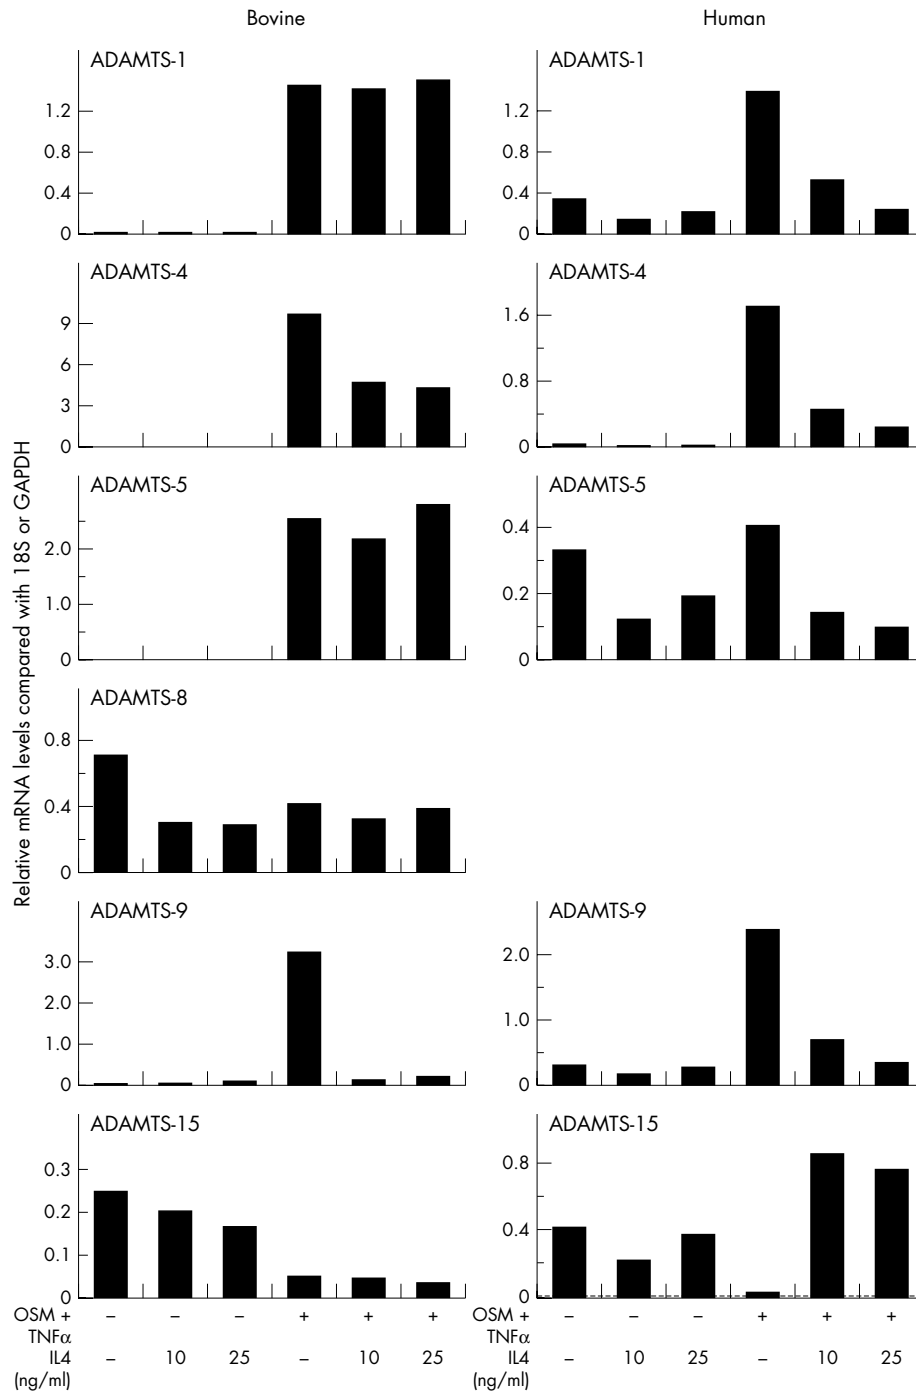 Bovine
Human
Relative mRNA levels compared with 18S or GAPDH
ADAMTS-1
1.2
0.8
0.4
0
ADAMTS-1
1.2
0.8
0.4
0
ADAMTS-4
9
6
3
0
ADAMTS-4
1.6
0.8
0
ADAMTS-5
2.0
1.0
0
ADAMTS-5
0.4
0.2
0
ADAMTS-8
0.8
0.4
0
ADAMTS-9
3.0
2.0
1.0
0
ADAMTS-9
2.0
1.0
0
ADAMTS-15
0.3
0.2
0.1
0
ADAMTS-15
0.8
0.4
0
OSM + – – – + + +
TNFα
IL4 – 10 25 – 10 25
(ng/ml)
OSM + – – – + + +
TNFα
IL4 – 10 25 – 10 25
(ng/ml)